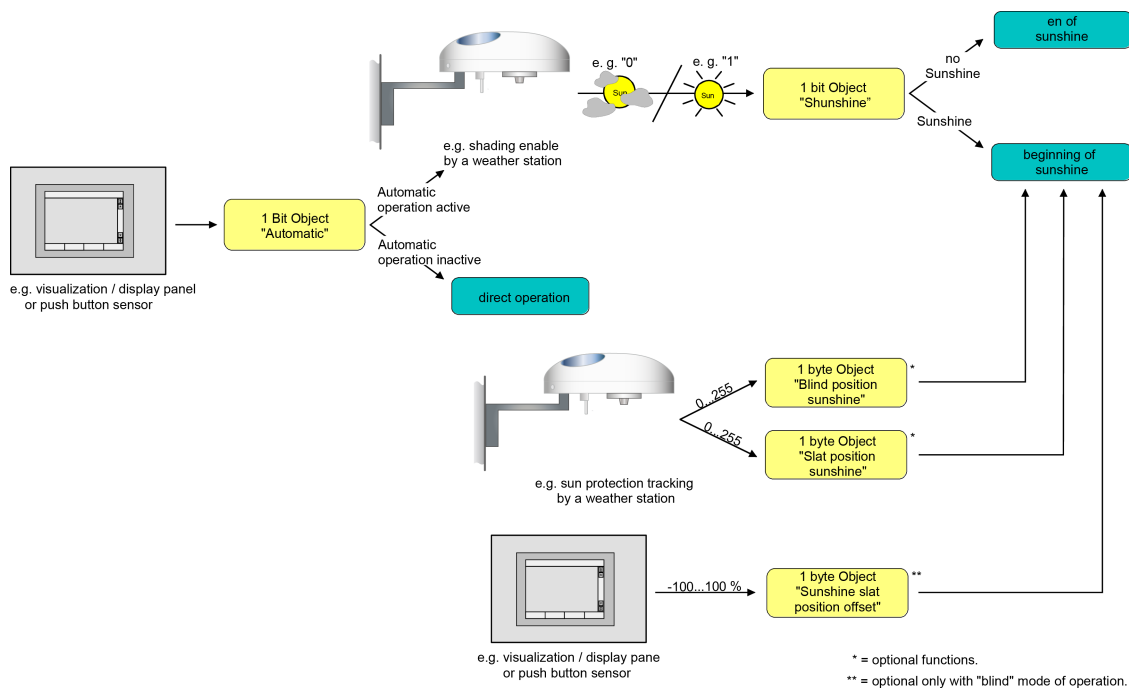 en of
sunshine
e. g. "0"
e. g. "1"
Sun
Sun
1 bit Object
"Shunshine"
no
Sunshine
Sunshine
beginning of
sunshine
e.g. shading enable
by a weather station
Automatic
operation active
1 Bit Object
"Automatic"
Automatic
operation inactive
e.g. visualization / display panel
or push button sensor
direct operation
0...255
1 byte Object
"Blind position
sunshine"
*
0...255
1 byte Object
"Slat position
sunshine"
*
e.g. sun protection tracking
by a weather station
-100...100 %
1 byte Object
"Sunshine slat
position offset"
**
e.g. visualization / display pane
or push button sensor
* = optional functions.
** = optional only with "blind" mode of operation.